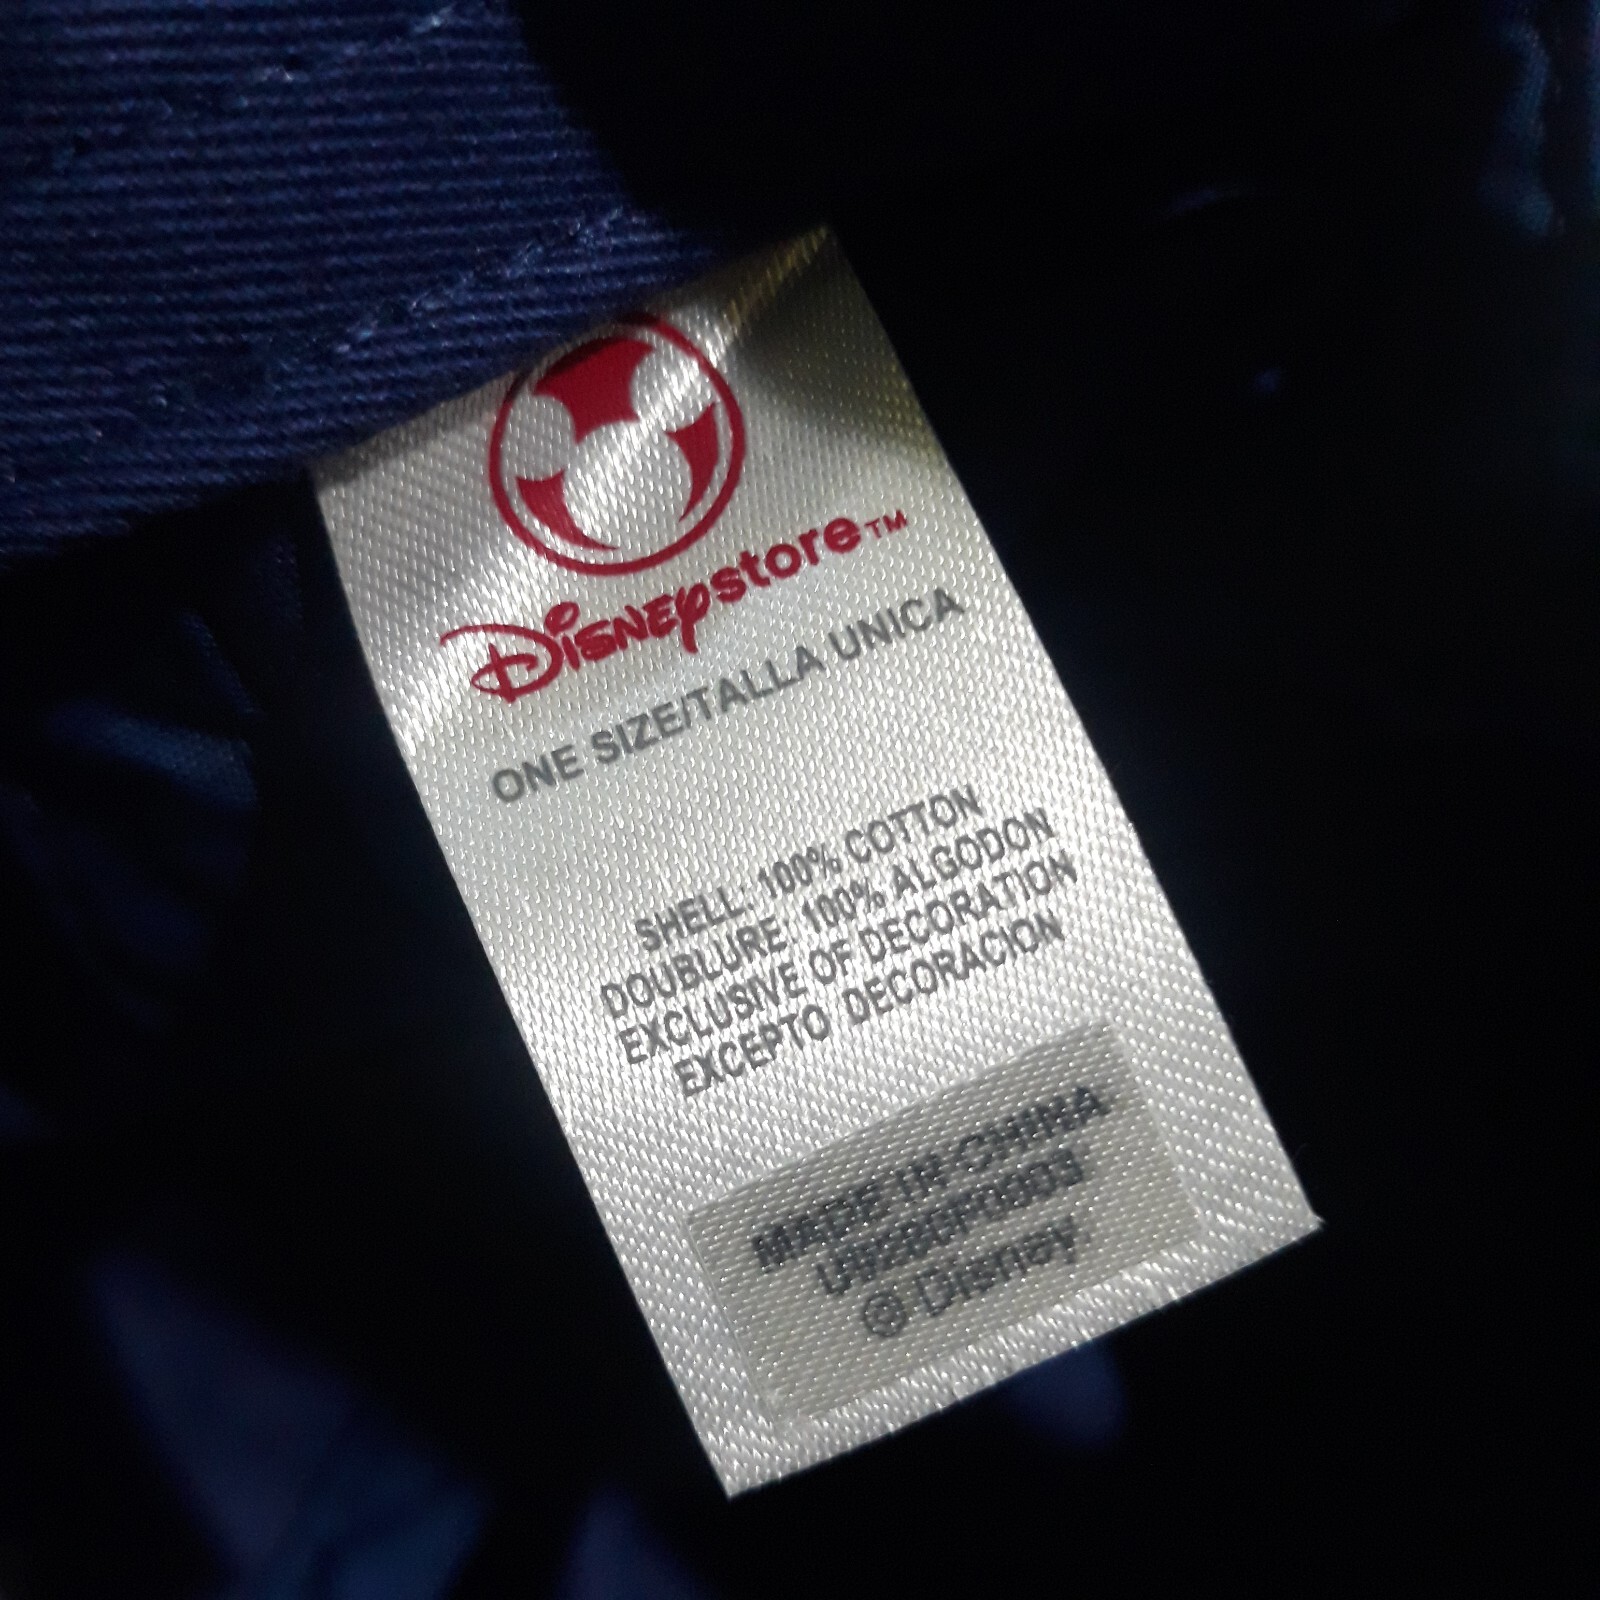 Disneystore™
ONE SIZE/TALLA UNICA
SHELL: 100% COTTON
DOUBLURE: 100% ALGODON
EXCLUSIVE OF DECORATION
EXCEPTO DECORACION
MADE IN CHINA
© Disney